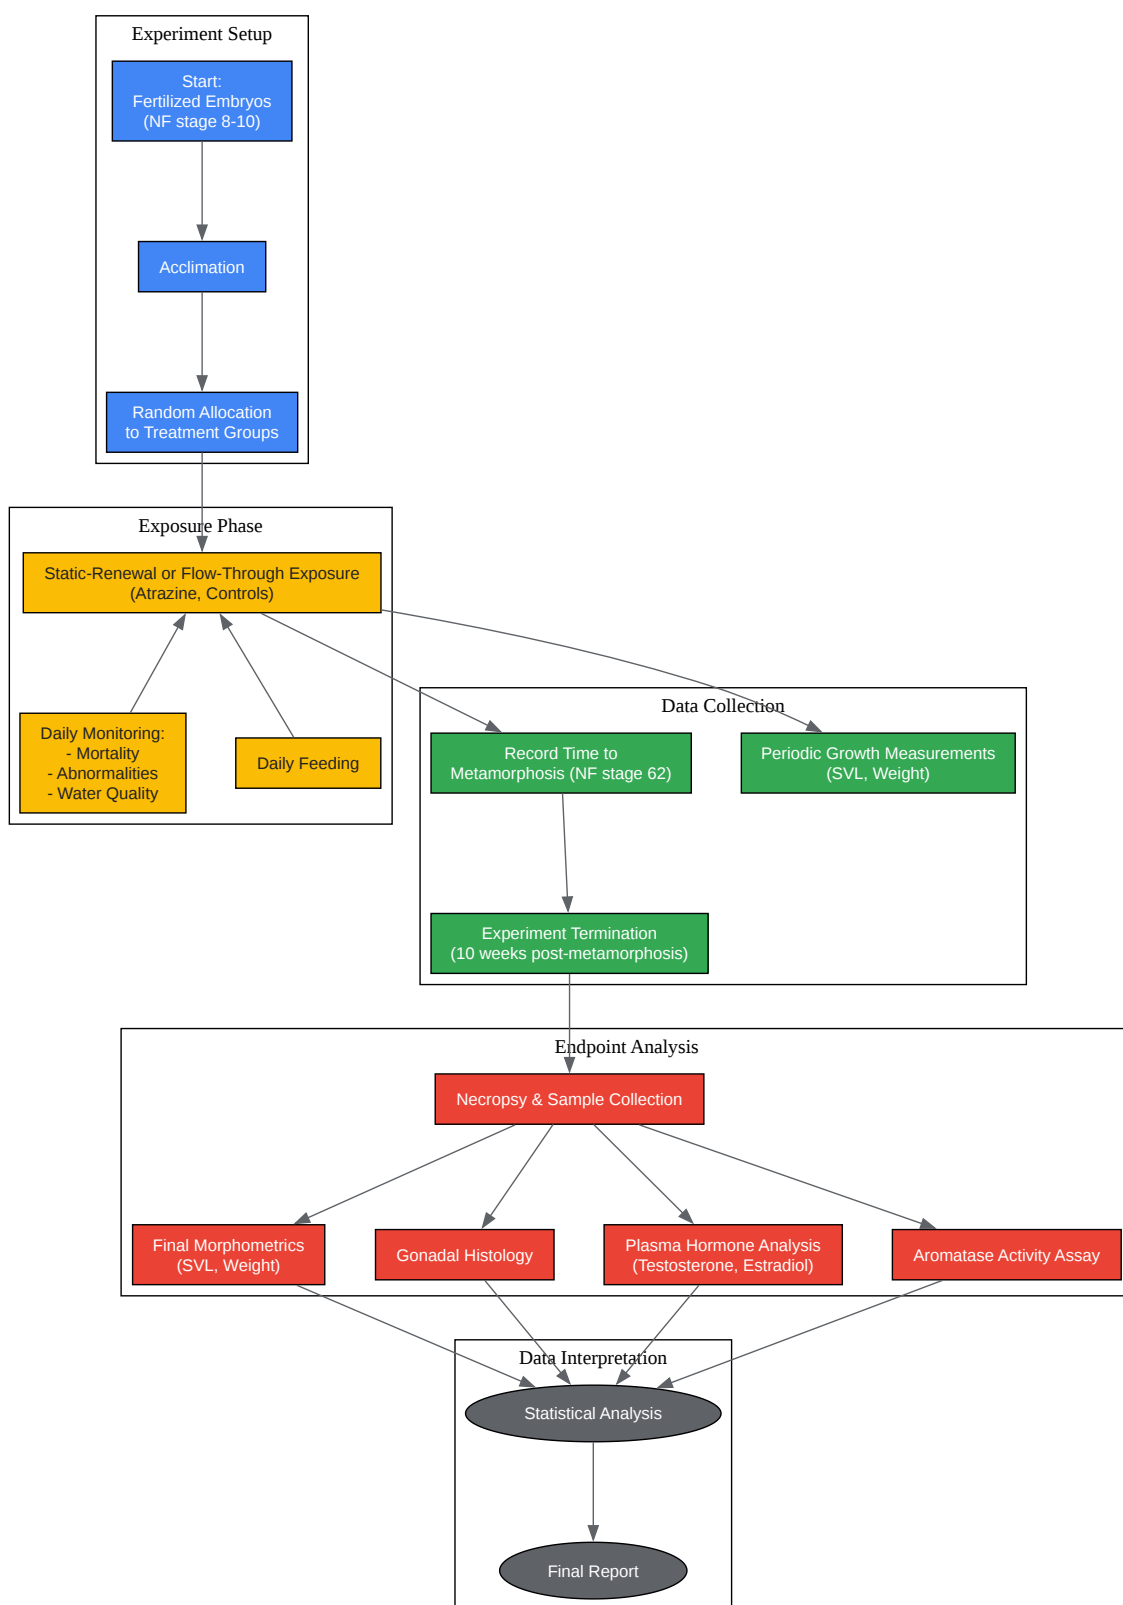 Experiment Setup
Start:
Fertilized Embryos
(NF stage 8-10)
Acclimation
Random Allocation
to Treatment Groups
Exposure Phase
Static-Renewal or Flow-Through Exposure
(Atrazine, Controls)
Daily Monitoring:
- Mortality
- Abnormalities
- Water Quality
Daily Feeding
Data Collection
Record Time to
Metamorphosis (NF stage 62)
Periodic Growth Measurements
(SVL, Weight)
Experiment Termination
(10 weeks post-metamorphosis)
Endpoint Analysis
Necropsy & Sample Collection
Final Morphometrics
(SVL, Weight)
Gonadal Histology
Plasma Hormone Analysis
(Testosterone, Estradiol)
Aromatase Activity Assay
Data Interpretation
Statistical Analysis
Final Report